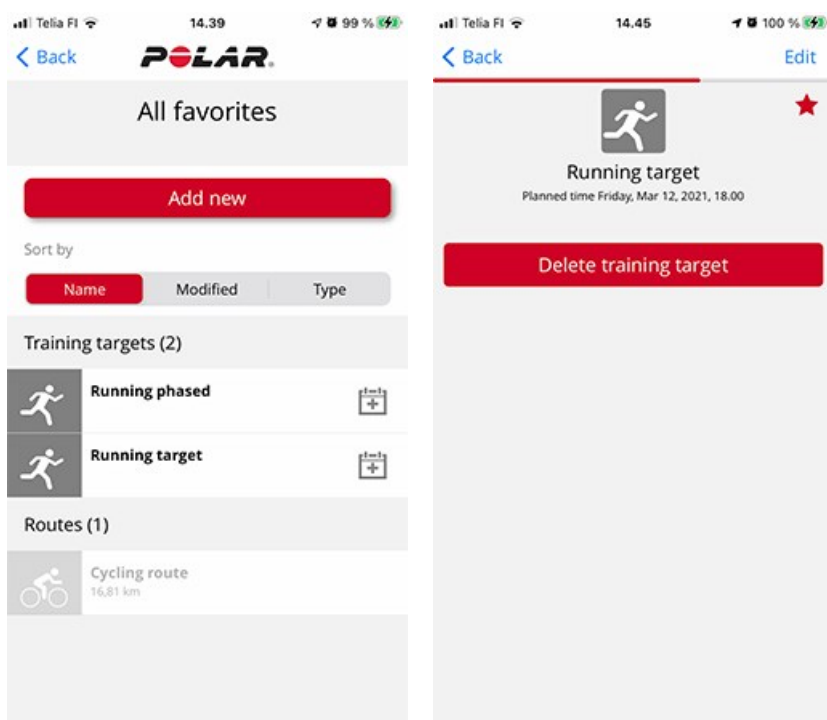 Telia FI 14.39 99 %
Back POLAR.
All favorites
Add new
Sort by
Name Modified Type
Training targets (2)
Running phased
Running target
Routes (1)
Cycling route
16,81 km
Telia FI 14.45 100 %
Back Edit
Running target
Planned time Friday, Mar 12, 2021, 18.00
Delete training target